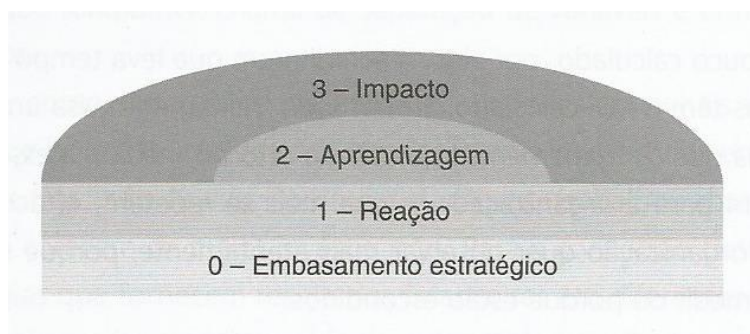 3 – Impacto
2 – Aprendizagem
1 – Reação
0 – Embasamento estratégico